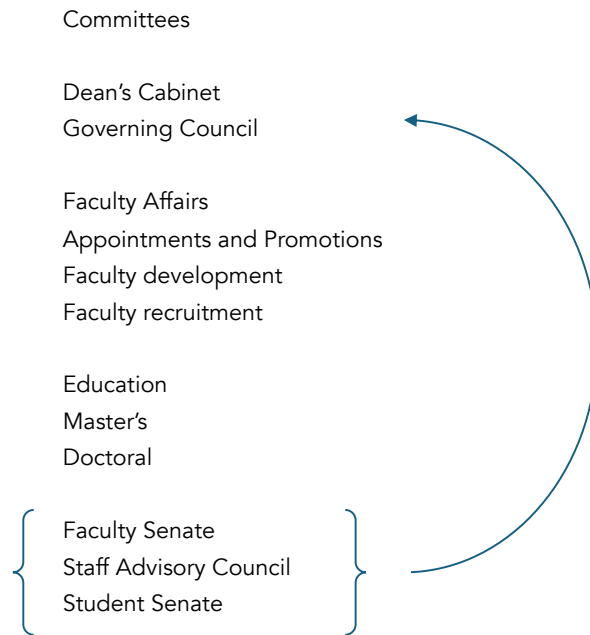 Committees
Dean’s Cabinet
Governing Council
Faculty Affairs
Appointments and Promotions
Faculty development
Faculty recruitment
Education
Master’s
Doctoral
Faculty Senate
Staff Advisory Council
Student Senate